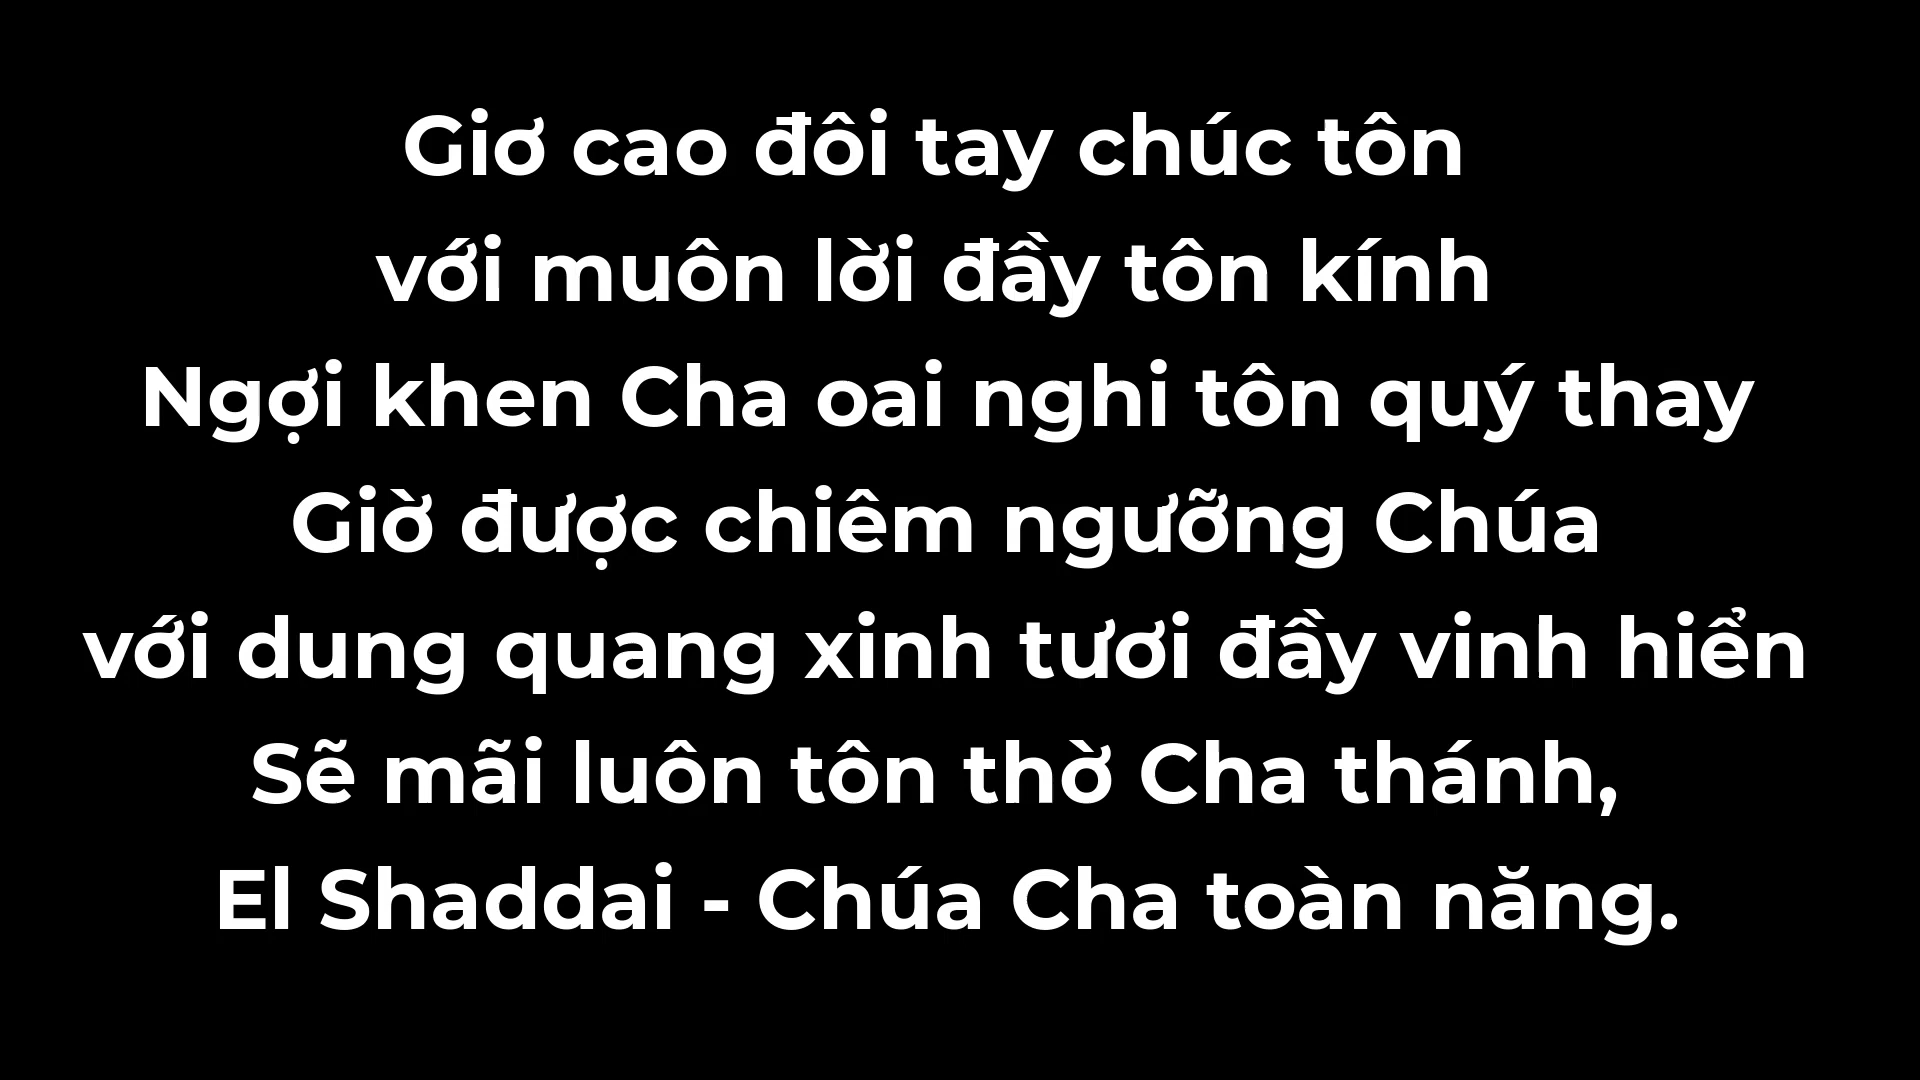 Giơ cao đôi tay chúc tôn
với muôn lời đầy tôn kính
Ngợi khen Cha oai nghi tôn quý thay
Giờ được chiêm ngưỡng Chúa
với dung quang xinh tươi đầy vinh hiển
Sẽ mãi luôn tôn thờ Cha thánh,
El Shaddai - Chúa Cha toàn năng.